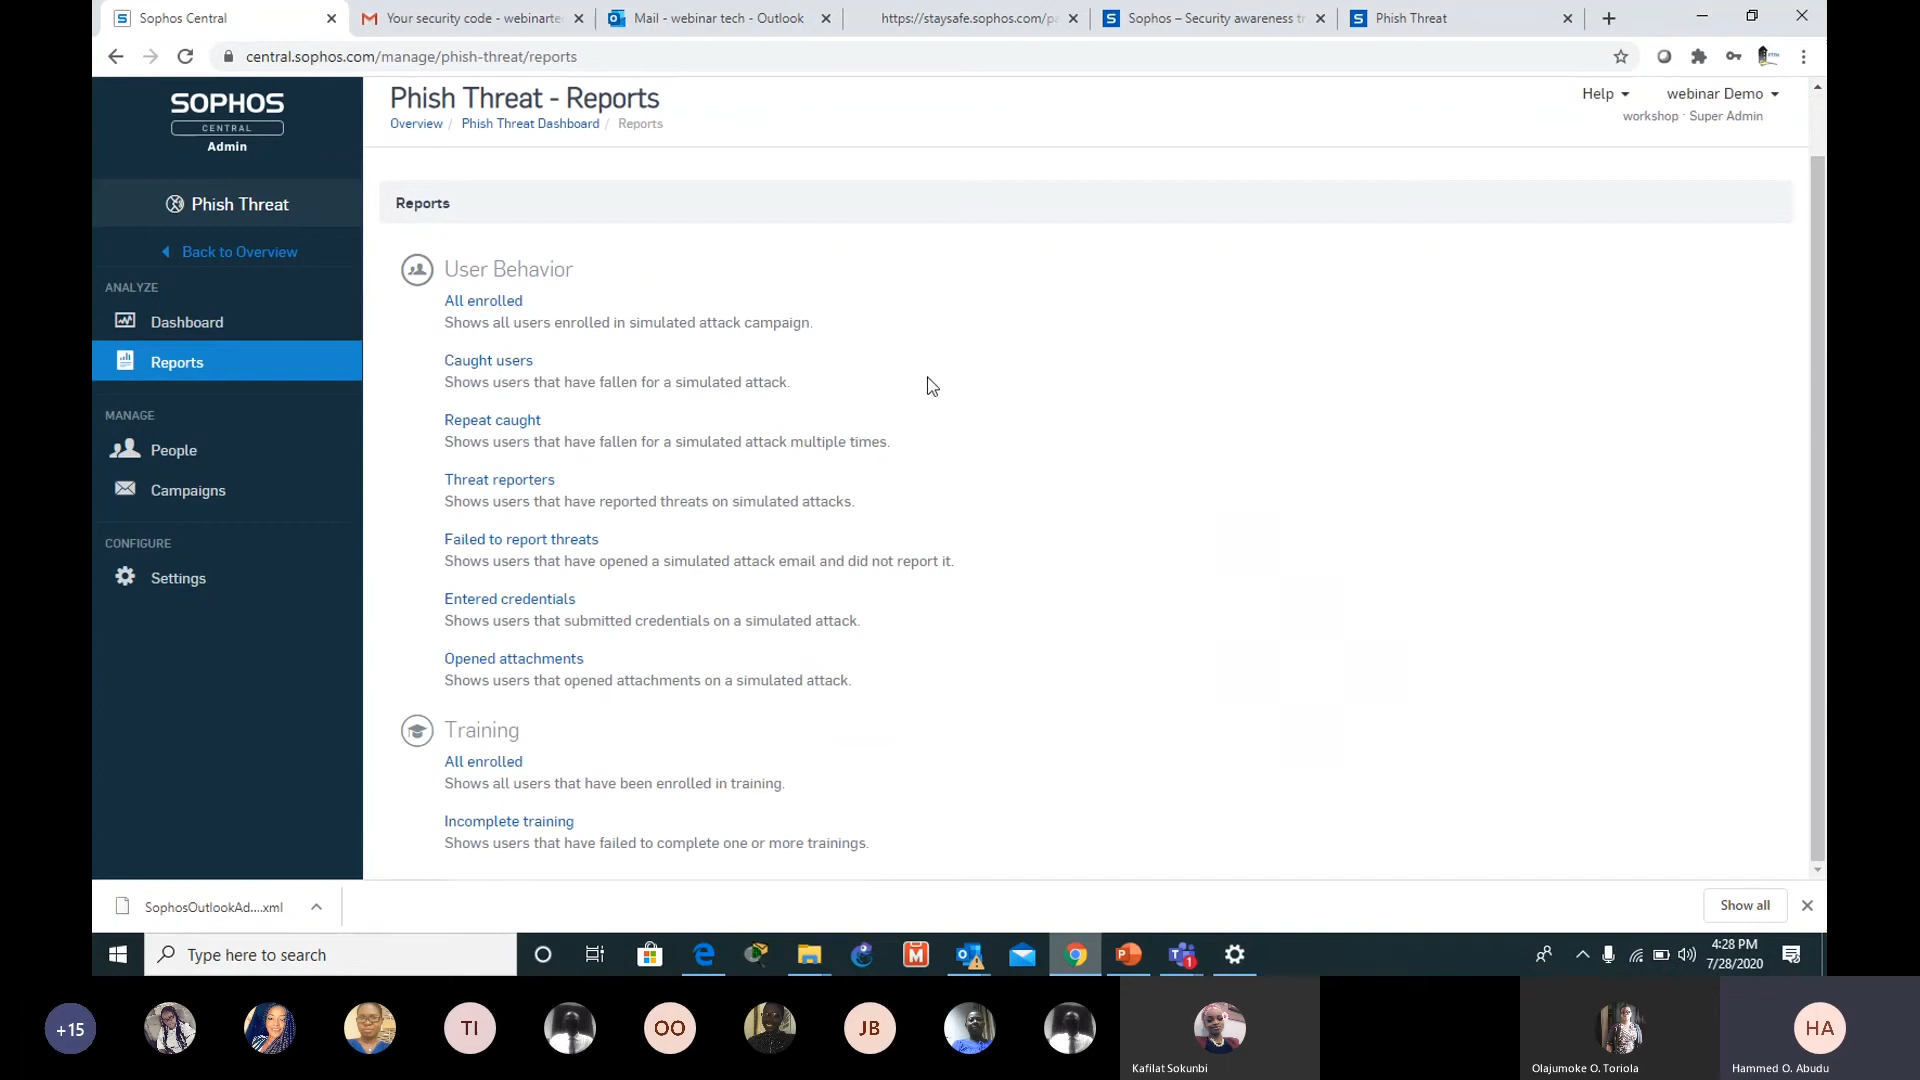 Sophos Central
Your security code - webinarte
Mail - webinar tech - Outlook
https://staysafe.sophos.com/pa
Sophos – Security awareness tr
Phish Threat
central.sophos.com/manage/phish-threat/reports
SOPHOS
CENTRAL
Admin
Phish Threat
Back to Overview
ANALYZE
Dashboard
Reports
MANAGE
People
Campaigns
CONFIGURE
Settings
Phish Threat - Reports
Overview / Phish Threat Dashboard / Reports
Help
webinar Demo
workshop · Super Admin
Reports
User Behavior
All enrolled
Shows all users enrolled in simulated attack campaign.
Caught users
Shows users that have fallen for a simulated attack.
Repeat caught
Shows users that have fallen for a simulated attack multiple times.
Threat reporters
Shows users that have reported threats on simulated attacks.
Failed to report threats
Shows users that have opened a simulated attack email and did not report it.
Entered credentials
Shows users that submitted credentials on a simulated attack.
Opened attachments
Shows users that opened attachments on a simulated attack.
Training
All enrolled
Shows all users that have been enrolled in training.
Incomplete training
Shows users that have failed to complete one or more trainings.
SophosOutlookAd....xml
Show all
Type here to search
4:28 PM
7/28/2020
+15
TI
OO
JB
Kafilat Sokunbi
Olajumoke O. Toriola
HA
Hammed O. Abudu